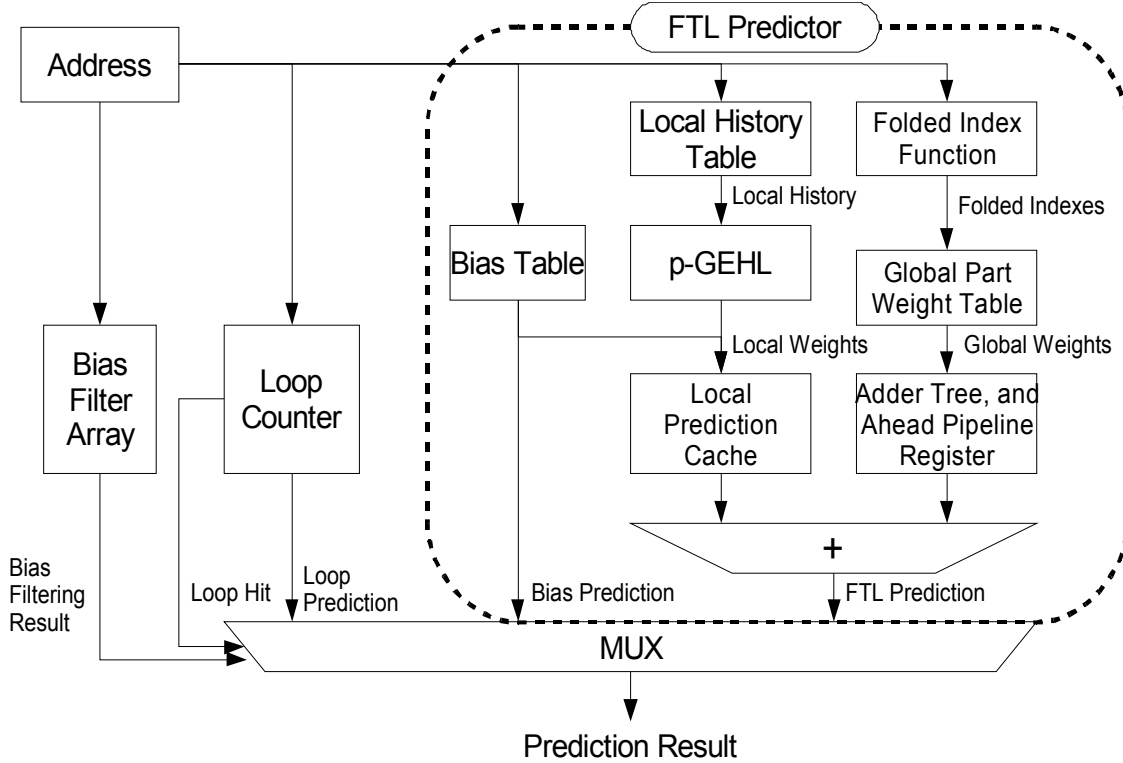 FTL Predictor
Address
Local History
Table
Folded Index
Function
Local History
Folded Indexes
Bias Table
p-GEHL
Global Part
Weight Table
Local Weights
Global Weights
Bias
Filter
Array
Loop
Counter
Local
Prediction
Cache
Adder Tree, and
Ahead Pipeline
Register
+
Bias
Filtering
Result
Loop Hit
Loop
Prediction
Bias Prediction
FTL Prediction
MUX
Prediction Result